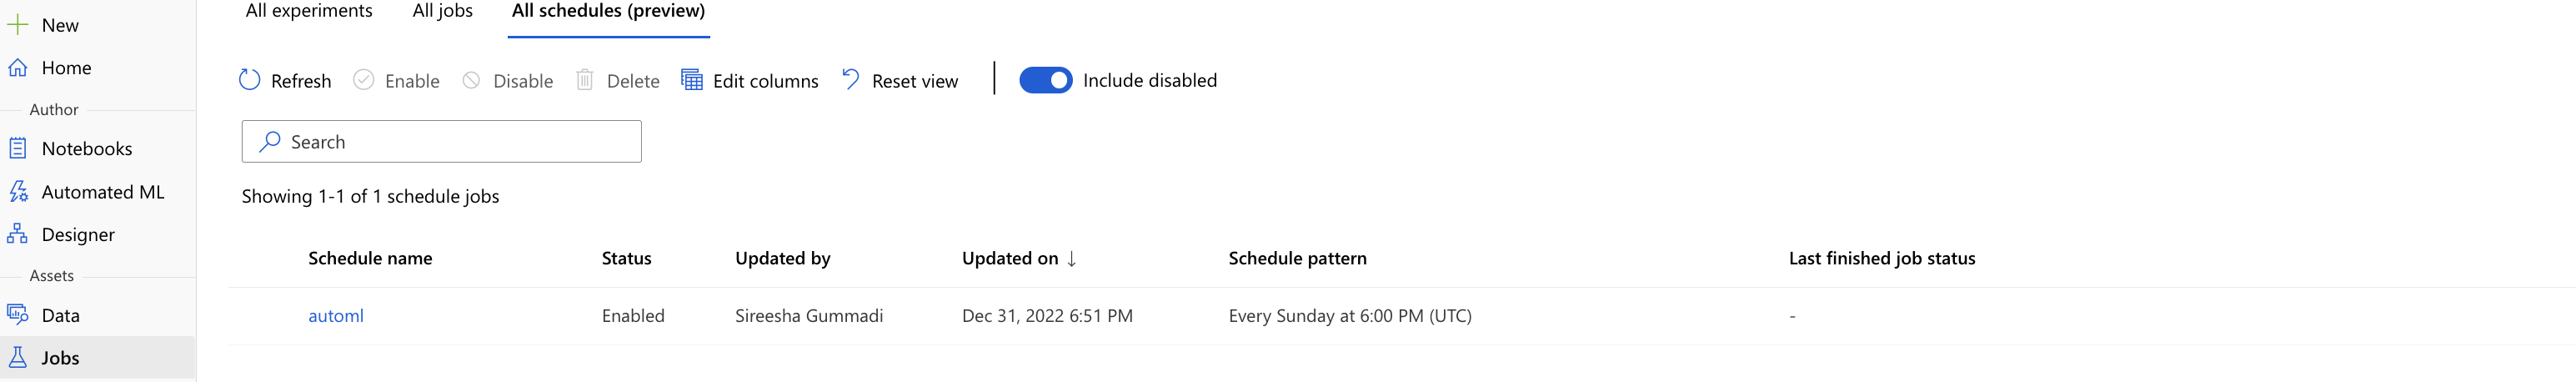 New
Home
Author
Notebooks
Automated ML
Designer
Assets
Data
Jobs
All experiments All jobs All schedules (preview)
Refresh Enable Disable Delete Edit columns Reset view Include disabled
Search
Showing 1-1 of 1 schedule jobs
Schedule name Status Updated by Updated on ↓ Schedule pattern Last finished job status
automl Enabled Sireesha Gummadi Dec 31, 2022 6:51 PM Every Sunday at 6:00 PM (UTC) -